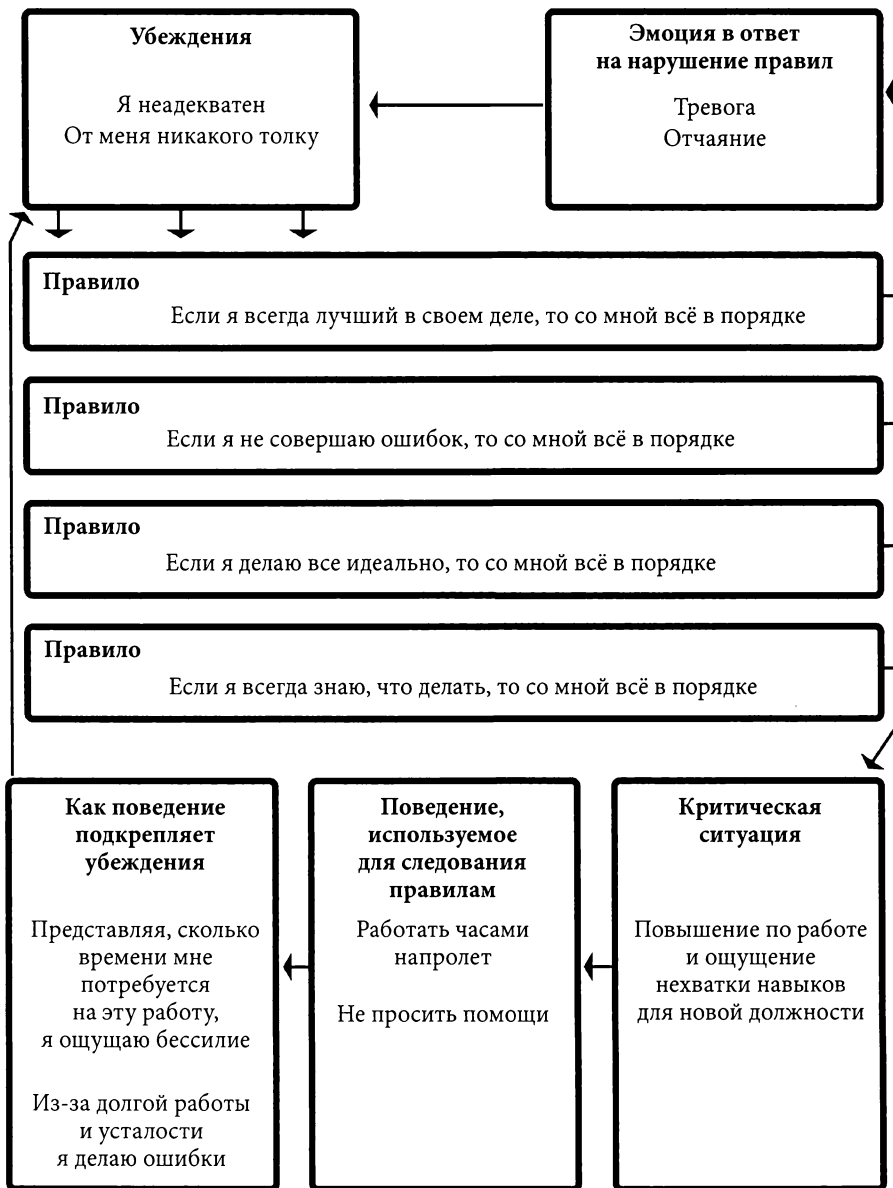 Убеждения
Я неадекватен
От меня никакого толку
Эмоция в ответ
на нарушение правил
Тревога
Отчаяние
Правило
Если я всегда лучший в своем деле, то со мной всё в порядке
Правило
Если я не совершаю ошибок, то со мной всё в порядке
Правило
Если я делаю все идеально, то со мной всё в порядке
Правило
Если я всегда знаю, что делать, то со мной всё в порядке
Как поведение
подкрепляет
убеждения
Представляя, сколько
времени мне
потребуется
на эту работу,
я ощущаю бессилие
Из-за долгой работы
и усталости
я делаю ошибки
Поведение,
используемое
для следования
правилам
Работать часами
напролет
Не просить помощи
Критическая
ситуация
Повышение по работе
и ощущение
нехватки навыков
для новой должности